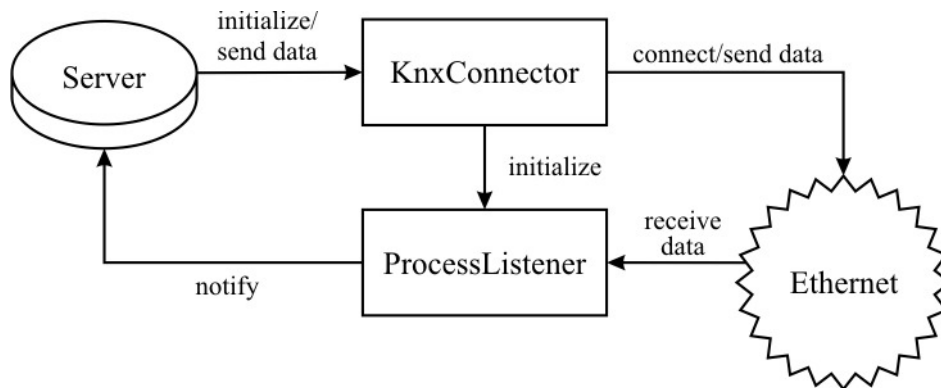 initialize/
send data
Server
KnxConnector
connect/send data
initialize
receive
data
ProcessListener
notify
Ethernet